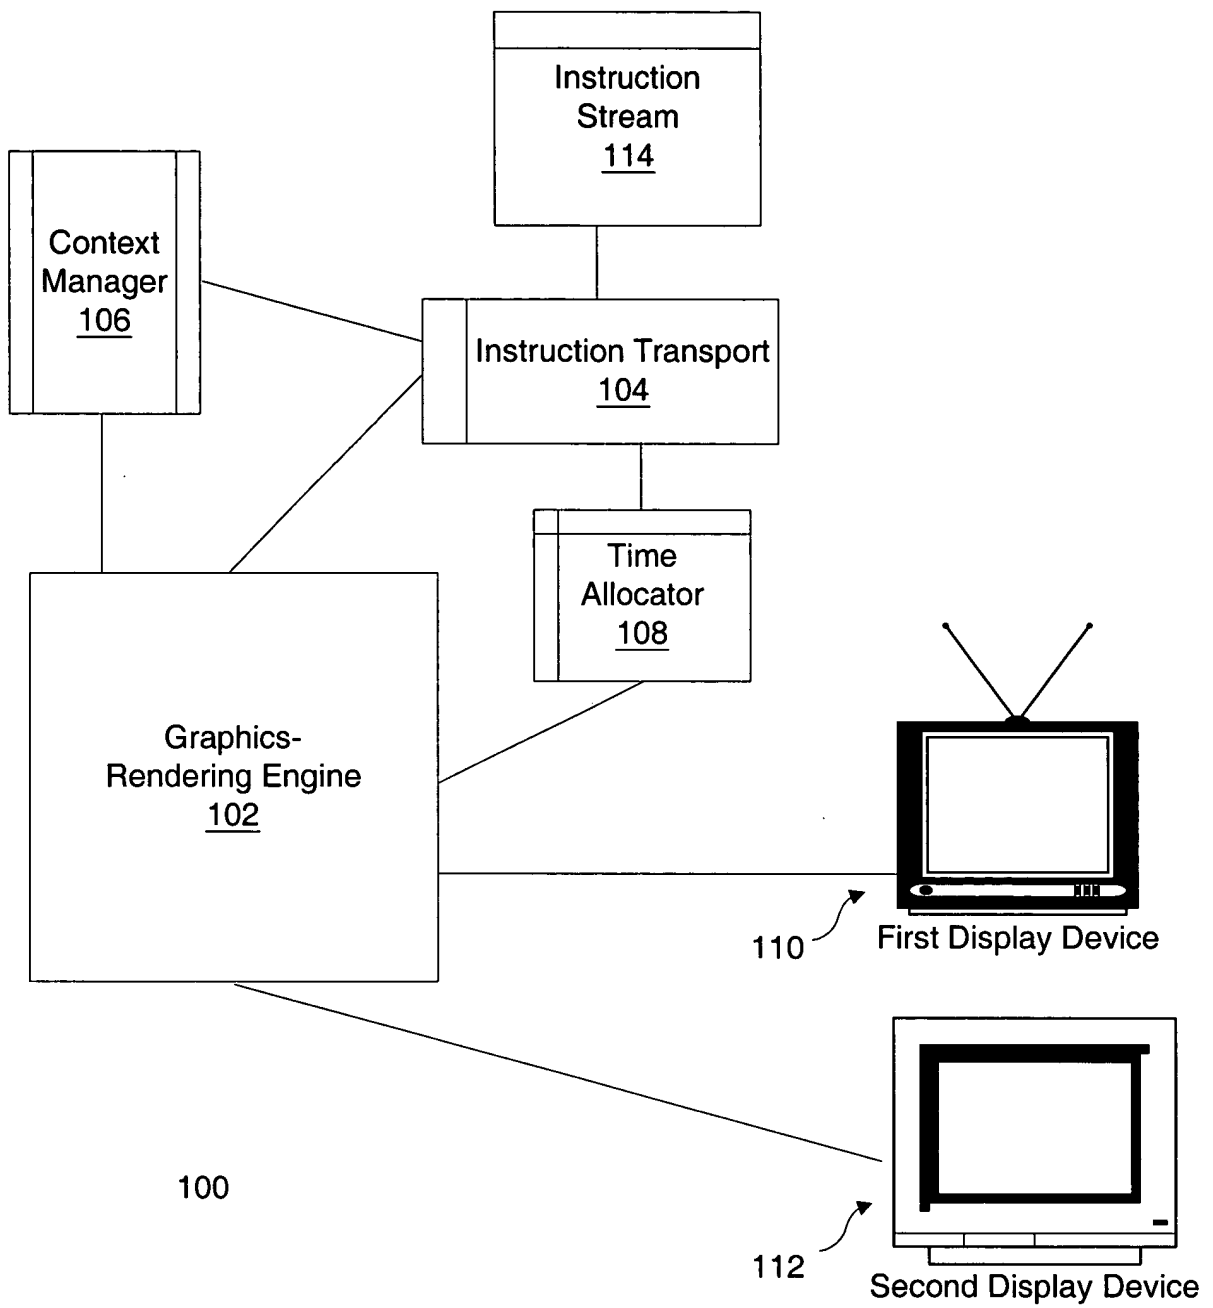 Instruction
Stream
114
Context
Manager
106
Instruction Transport
104
Time
Allocator
108
Graphics-
Rendering Engine
102
110
First Display Device
100
112
Second Display Device